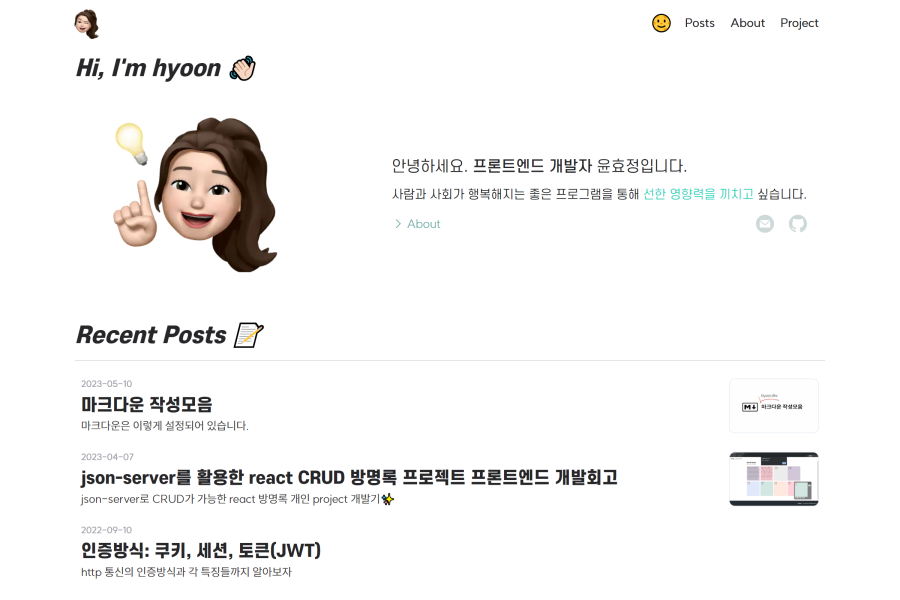 Posts About Project
Hi, I'm hyoon
안녕하세요. 프론트엔드 개발자 윤효정입니다.
사람과 사회가 행복해지는 좋은 프로그램을 통해 선한 영향력을 끼치고 싶습니다.
> About
Recent Posts
2023-05-10
마크다운 작성모음
마크다운은 이렇게 설정되어 있습니다.
마크다운 작성모음
2023-04-07
json-server를 활용한 react CRUD 방명록 프로젝트 프론트엔드 개발회고
json-server로 CRUD가 가능한 react 방명록 개인 project 개발기
2022-09-10
인증방식: 쿠키, 세션, 토큰(JWT)
http 통신의 인증방식과 각 특징들까지 알아보자